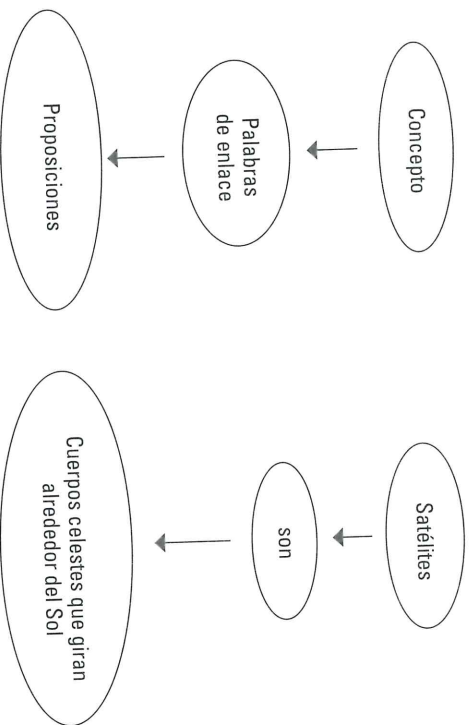 Concepto
Palabras
de enlace
Proposiciones
Satélites
son
Cuerpos celestes que giran
alrededor del Sol